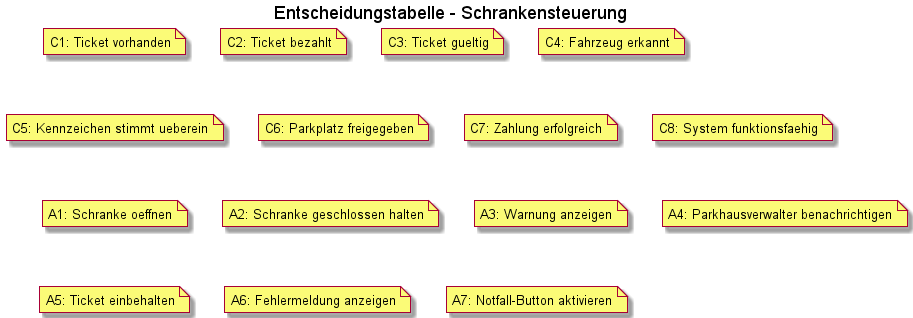 Entscheidungstabelle - Schrankensteuerung
C1: Ticket vorhanden
C2: Ticket bezahlt
C3: Ticket gueltig
C4: Fahrzeug erkannt
C5: Kennzeichen stimmt ueberein
C6: Parkplatz freigegeben
C7: Zahlung erfolgreich
C8: System funktionsfaehig
A1: Schranke oeffnen
A2: Schranke geschlossen halten
A3: Warnung anzeigen
A4: Parkhausverwalter benachrichtigen
A5: Ticket einbehalten
A6: Fehlermeldung anzeigen
A7: Notfall-Button aktivieren